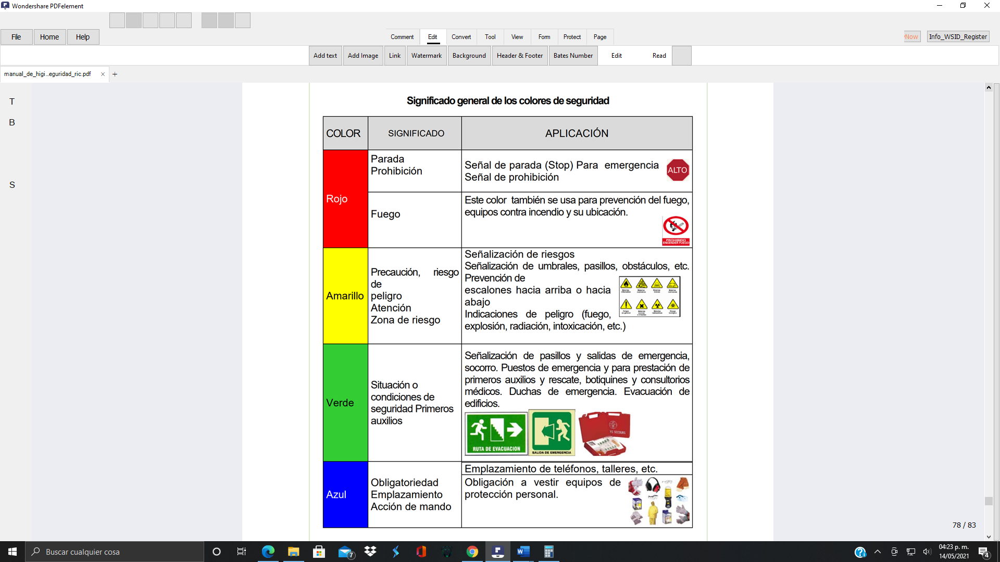 Wondershare PDFelement
File
Home
Help
Comment
Edit
Convert
Tool
View
Form
Protect
Page
Now
Info_WSID_Register
Add text
Add Image
Link
Watermark
Background
Header & Footer
Bates Number
Edit
Read
manual_de_higi...eguridad_ric.pdf
T
B
S
Significado general de los colores de seguridad
COLOR
SIGNIFICADO
APLICACIÓN
Rojo
Parada
Prohibición
Señal de parada (Stop) Para emergencia
Señal de prohibición
ALTO
Fuego
Este color también se usa para prevención del fuego,
equipos contra incendio y su ubicación.
PROHIBIDO
ENCENDER FUEGO
Amarillo
Precaución, riesgo
de
peligro
Atención
Zona de riesgo
Señalización de riesgos
Señalización de umbrales, pasillos, obstáculos, etc.
Prevención de
escalones hacia arriba o hacia
abajo
Indicaciones de peligro (fuego,
explosión, radiación, intoxicación, etc.)
Verde
Situación o
condiciones de
seguridad Primeros
auxilios
Señalización de pasillos y salidas de emergencia,
socorro. Puestos de emergencia y para prestación de
primeros auxilios y rescate, botiquines y consultorios
médicos. Duchas de emergencia. Evacuación de
edificios.
RUTA DE EVACUACION
SALIDA DE EMERGENCIA
SECOURS
Azul
Obligatoriedad
Emplazamiento
Acción de mando
Emplazamiento de teléfonos, talleres, etc.
Obligación a vestir equipos de
protección personal.
78 / 83
Buscar cualquier cosa
7
04:23 p. m.
14/05/2021
4